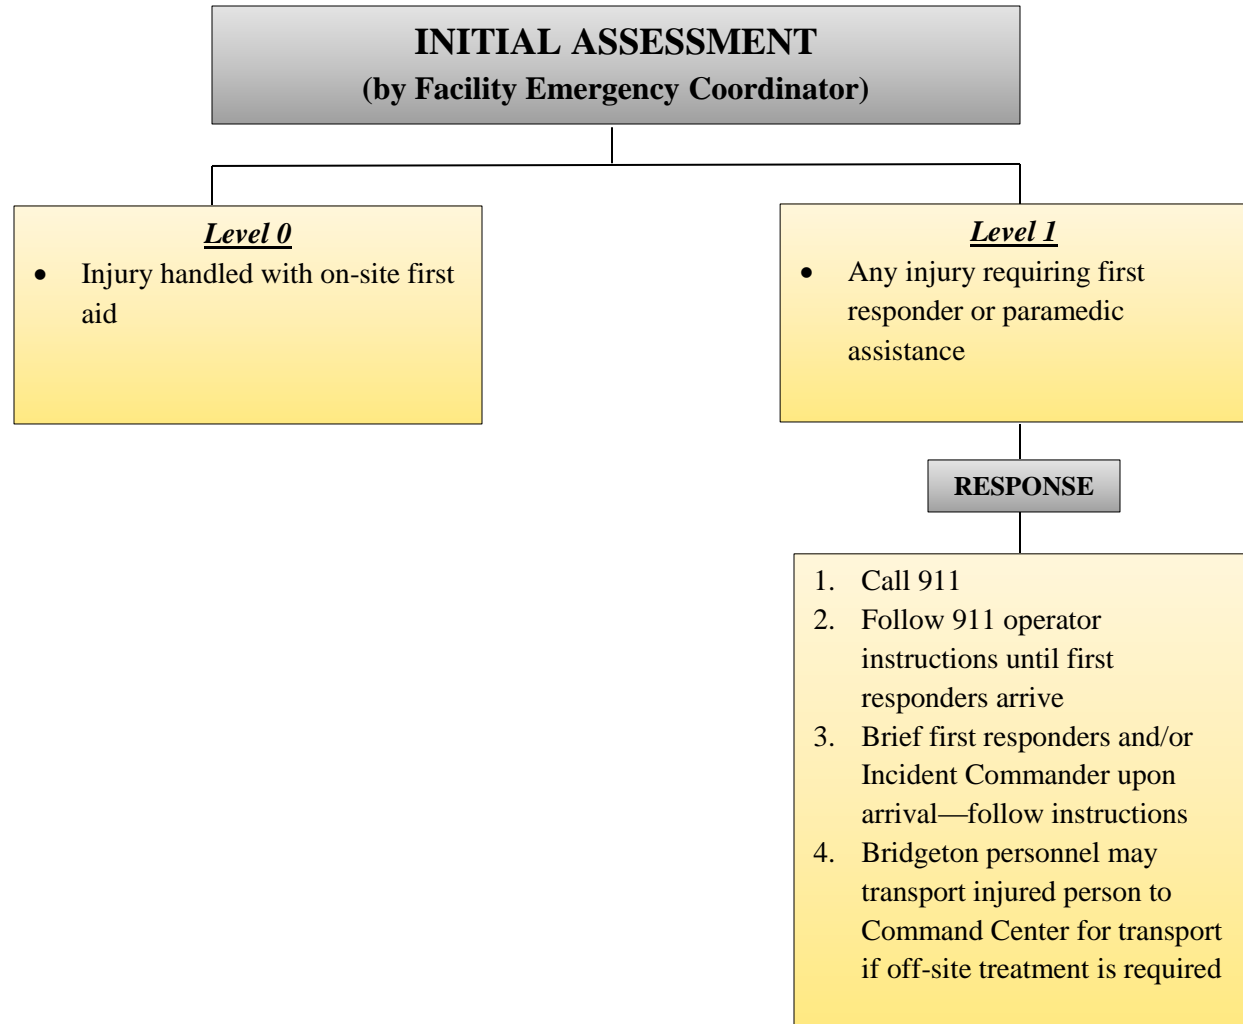 INITIAL ASSESSMENT
(by Facility Emergency Coordinator)
Level 0
• Injury handled with on-site first
aid
Level 1
• Any injury requiring first
responder or paramedic
assistance
RESPONSE
1. Call 911
2. Follow 911 operator
instructions until first
responders arrive
3. Brief first responders and/or
Incident Commander upon
arrival—follow instructions
4. Bridgeton personnel may
transport injured person to
Command Center for transport
if off-site treatment is required